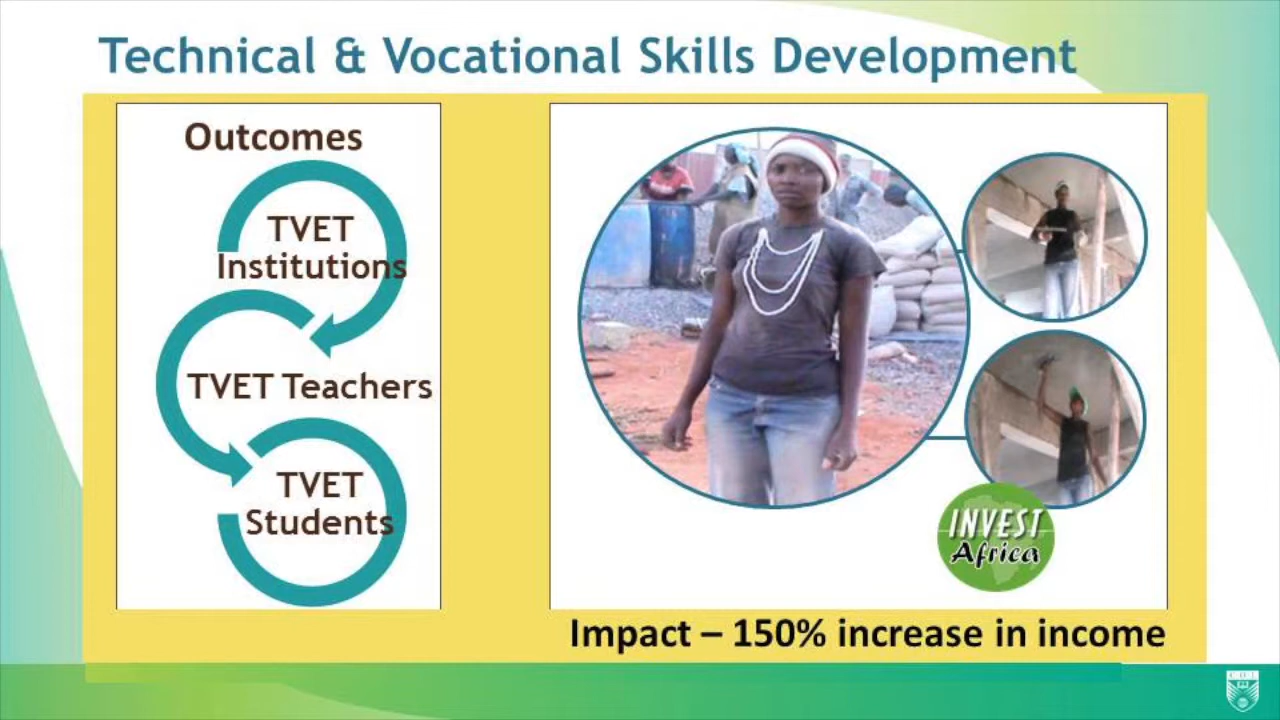 Technical & Vocational Skills Development
Outcomes
TVET
Institutions
TVET Teachers
TVET
Students
INVEST
Africa
Impact – 150% increase in income